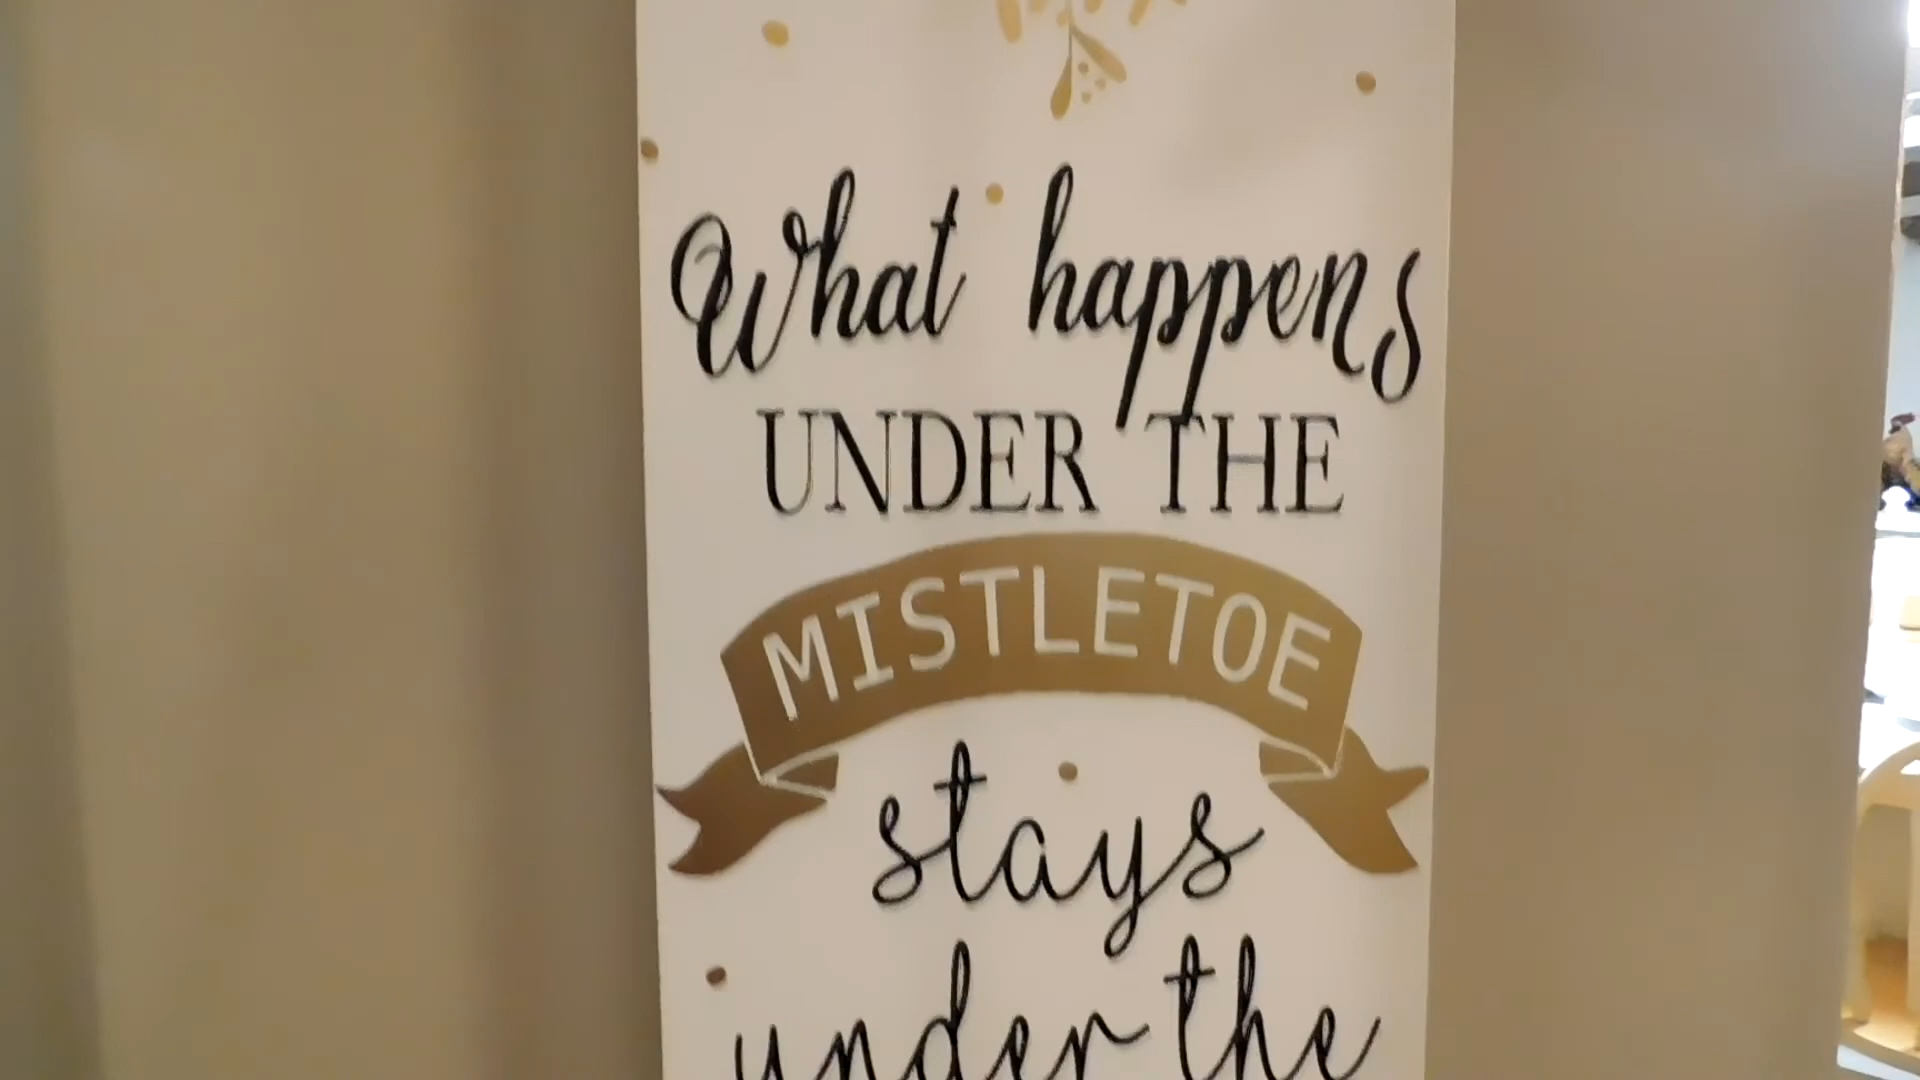 What happens
UNDER THE
MISTLETOE
stays
under the